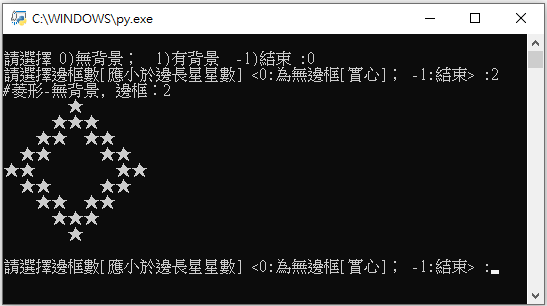 C:\WINDOWS\py.exe
請選擇 0)無背景；　1)有背景　-1)結束 :0
請選擇邊框數[應小於邊長星星數] <0:為無邊框[實心]； -1:結束> :2
#菱形-無背景, 邊框：2
　　　　★
　　　★★★
　　★★　★★
　★★　　　★★
★★　　　　　★★
　★★　　　★★
　　★★　★★
　　　★★★
　　　　★
請選擇邊框數[應小於邊長星星數] <0:為無邊框[實心]； -1:結束> :